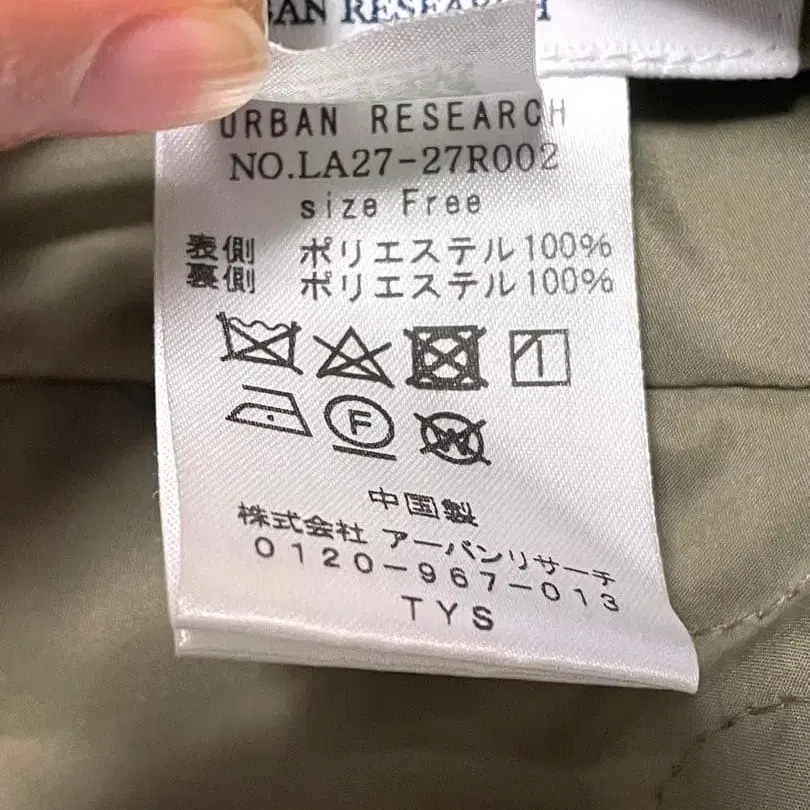 AN RESEARCH
URBAN RESEARCH
NO.LA27-27R002
size Free
表側 ポリエステル100%
裏側 ポリエステル100%
F
W
中国製
株式会社 アーバンリサーチ
0120-967-013
TYS